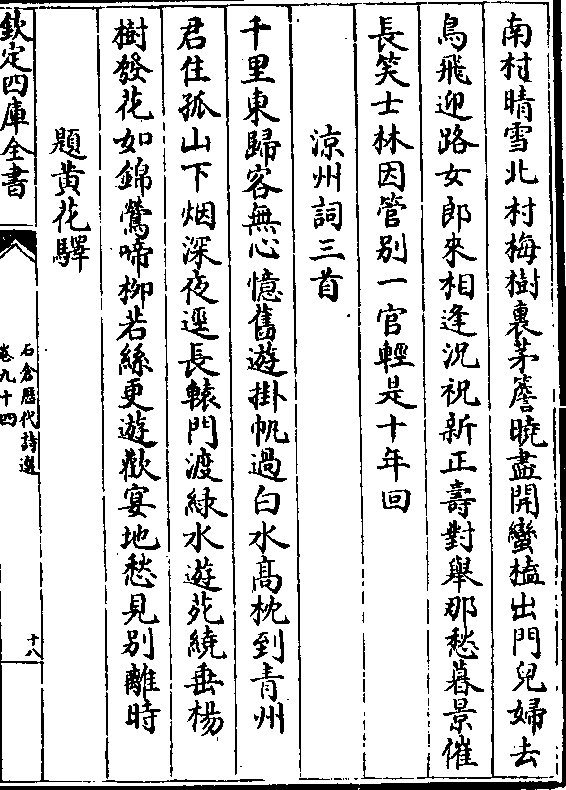 南村晴雪北村梅樹裏茅簷曉盡開蠻榼出門兒婦去
鳥飛迎路女郎來相逢況祝新正壽對舉那愁暮景催
長笑士林因管别一官輕是十年回
涼州詞三首
千里東歸客無心憶舊遊掛帆過白水高枕到青州
君住孤山下烟深夜逕長轅門渡緑水遊苑繞垂楊
樹發花如錦鶯啼柳若絲更遊歡宴地愁見别離時
題黄花驛
欽定四庫全書
石倉歷代詩選
卷九十四
十八